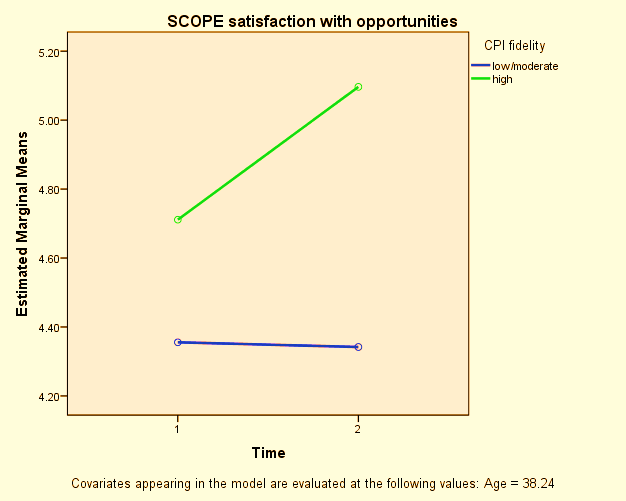 SCOPE satisfaction with opportunities
CPI fidelity
low/moderate
high
Estimated Marginal Means
5.20
5.00
4.80
4.60
4.40
4.20
1
2
Time
Covariates appearing in the model are evaluated at the following values: Age = 38.24